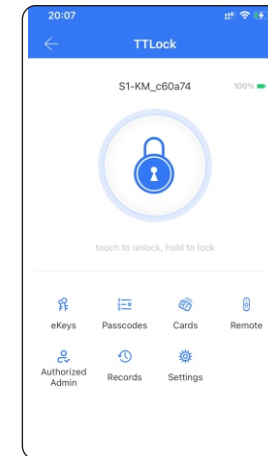 20:07
TTLock
S1-KM_c60a74
100%
touch to unlock, hold to lock
eKeys Passcodes Cards Remote
Authorized
Admin
Records Settings